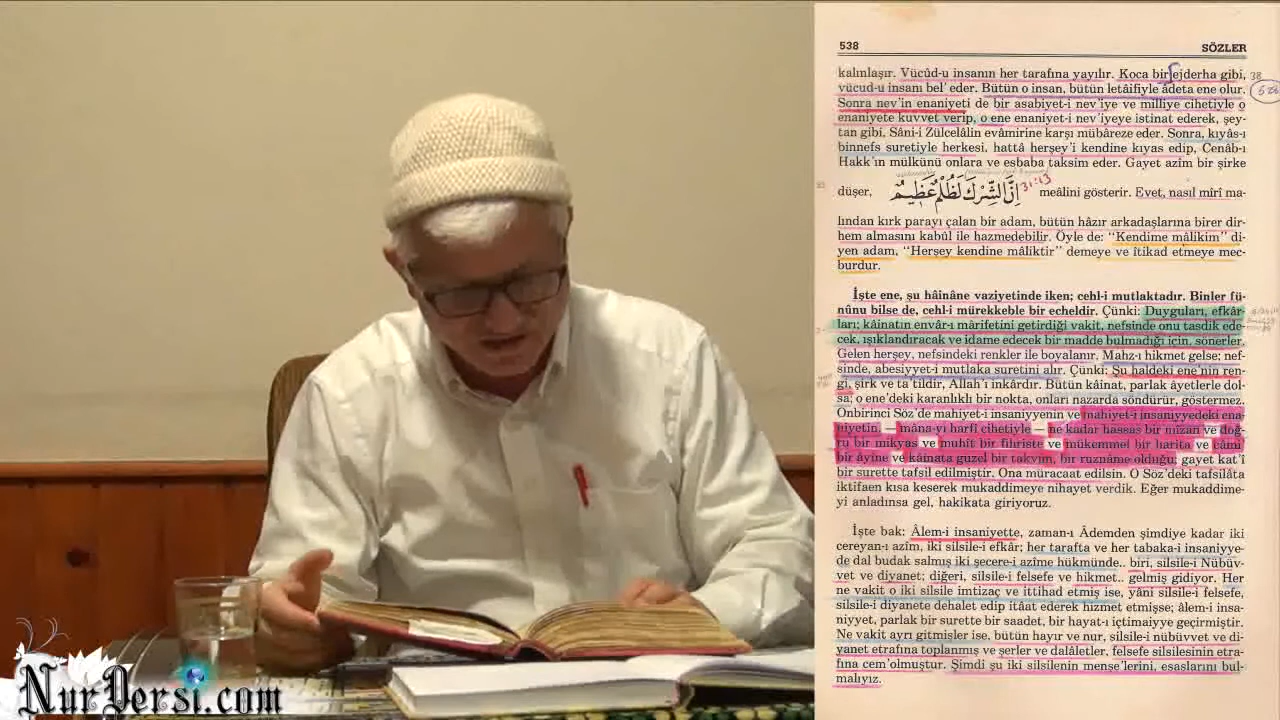 538 SÖZLER
kalınlaşır. Vücûd-u insanın her tarafına yayılır. Koca bir ejderha gibi, 38
vücud-u insanı bel' eder. Bütün o insan, bütün letâifiyle âdeta ene olur.
Sonra nev'in enaniyeti de bir asabiyet-i nev'iye ve milliye cihetiyle o
enaniyete kuvvet verip, o ene enaniyet-i nev'iyeye istinat ederek, şey-
tan gibi, Sâni-i Zülcelâlin evâmirine karşı mübâreze eder. Sonra, kıyâs-ı
binnefs suretiyle herkesi, hattâ herşey'i kendine kıyas edip, Cenâb-ı
Hakk'ın mülkünü onlara ve esbaba taksim eder. Gayet azîm bir şirke
düşer, اِنَّ الشِّرْكَ لَظُلْمٌ عَظِيمٌ 31:13 meâlini gösterir. Evet, nasıl mîrî ma-
lından kırk parayı çalan bir adam, bütün hâzır arkadaşlarına birer dir-
hem almasını kabûl ile hazmedebilir. Öyle de: "Kendime mâlikim" di-
yen adam, "Herşey kendine mâliktir" demeye ve îtikad etmeye mec-
burdur.
İşte ene, şu hâinâne vaziyetinde iken; cehl-i mutlaktadır. Binler fü-
nûnu bilse de, cehl-i mürekkeble bir echeldir. Çünki: Duyguları, efkâr-
ları; kâinatın envâr-ı mârifetini getirdiği vakit, nefsinde onu tasdik ede-
cek, ışıklandıracak ve idame edecek bir madde bulmadığı için, sönerler.
Gelen herşey, nefsindeki renkler ile boyalanır. Mahz-ı hikmet gelse; nef-
sinde, abesiyyet-i mutlaka suretini alır. Çünki: Şu haldeki ene'nin ren-
gi, şirk ve ta'tildir, Allah'ı inkârdır. Bütün kâinat, parlak âyetlerle dol-
sa; o ene'deki karanlıklı bir nokta, onları nazarda söndürür, göstermez.
Onbirinci Söz'de mahiyet-i insaniyyenin ve mahiyet-i insaniyyedeki ena-
niyetin, — mâna-yi harfî cihetiyle — ne kadar hassas bir mîzan ve doğ-
ru bir mikyas ve muhît bir fihriste ve mükemmel bir harita ve câmi'
bir âyine ve kâinata güzel bir takvim, bir ruznâme olduğu; gayet kat'î
bir surette tafsil edilmiştir. Ona müracaat edilsin. O Söz'deki tafsilâta
iktifaen kısa keserek mukaddimeye nihayet verdik. Eğer mukaddime-
yi anladınsa gel, hakikata giriyoruz.
İşte bak: Âlem-i insaniyette, zaman-ı Âdemden şimdiye kadar iki
cereyan-ı azîm, iki silsile-i efkâr; her tarafta ve her tabaka-i insaniyye-
de dal budak salmış iki şecere-i azîme hükmünde.. biri, silsile-i Nübüv-
vet ve diyanet; diğeri, silsile-i felsefe ve hikmet.. gelmiş gidiyor. Her
ne vakit o iki silsile imtizaç ve ittihad etmiş ise, yâni silsile-i felsefe,
silsile-i diyanete dehalet edip itâat ederek hizmet etmişse; âlem-i insa-
niyyet, parlak bir surette bir saadet, bir hayat-ı içtimaiye geçirmiştir.
Ne vakit ayrı gitmişler ise, bütün hayır ve nur, silsile-i nübüvvet ve di-
yanet etrafına toplanmış ve şerler ve dalâletler, felsefe silsilesinin etra-
fına cem'olmuştur. Şimdi şu iki silsilenin menşe'lerini, esaslarını bul-
malıyız.
NurDersi.com